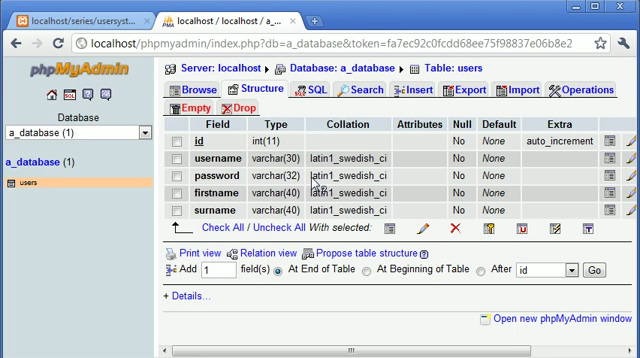 localhost/series/usersyst
localhost / localhost / a_
localhost/phpmyadmin/index.php?db=a_database&token=fa7ec92c0fcdd68ee75f98837e06b8e2
phpMyAdmin
SQL
Database
a_database (1)
a_database (1)
users
Server: localhost Database: a_database Table: users
Browse Structure SQL Search Insert Export Import Operations
Empty Drop
Field Type Collation Attributes Null Default Extra
id int(11) No None auto_increment
username varchar(30) latin1_swedish_ci No None
password varchar(32) latin1_swedish_ci No None
firstname varchar(40) latin1_swedish_ci No None
surname varchar(40) latin1_swedish_ci No None
Check All / Uncheck All With selected:
Print view Relation view Propose table structure
Add 1 field(s) At End of Table At Beginning of Table After id Go
+ Details...
Open new phpMyAdmin window